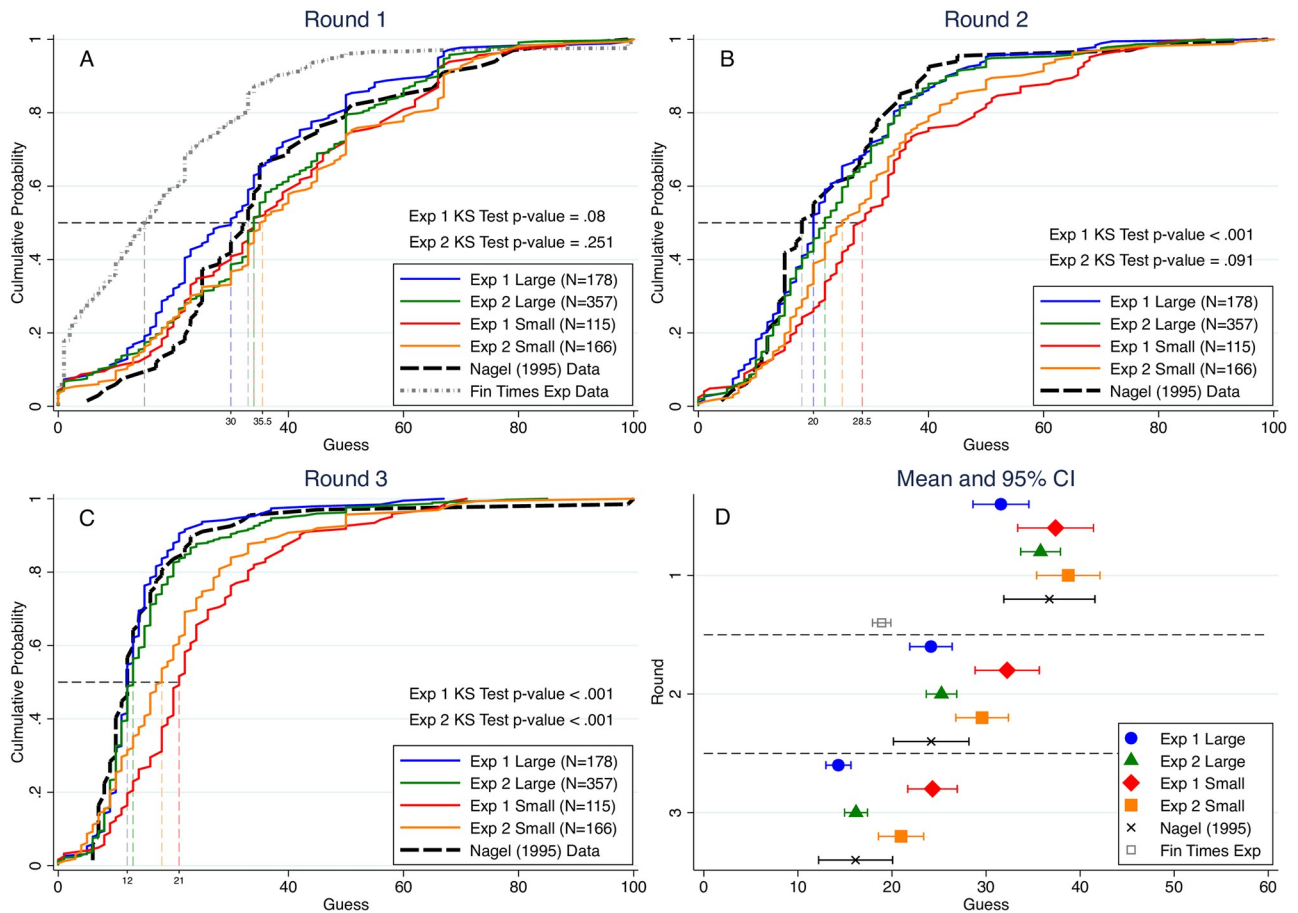 Round 1
A
Cumulative Probability
1
.8
.6
.4
.2
0
Exp 1 KS Test p-value = .08
Exp 2 KS Test p-value = .251
Exp 1 Large (N=178)
Exp 2 Large (N=357)
Exp 1 Small (N=115)
Exp 2 Small (N=166)
Nagel (1995) Data
Fin Times Exp Data
0 30 35.5 40 60 80 100
Guess
Round 2
B
Cumulative Probability
1
.8
.6
.4
.2
0
Exp 1 KS Test p-value < .001
Exp 2 KS Test p-value = .091
Exp 1 Large (N=178)
Exp 2 Large (N=357)
Exp 1 Small (N=115)
Exp 2 Small (N=166)
Nagel (1995) Data
0 20 28.5 40 60 80 100
Guess
Round 3
C
Cumulative Probability
1
.8
.6
.4
.2
0
Exp 1 KS Test p-value < .001
Exp 2 KS Test p-value < .001
Exp 1 Large (N=178)
Exp 2 Large (N=357)
Exp 1 Small (N=115)
Exp 2 Small (N=166)
Nagel (1995) Data
0 12 21 40 60 80 100
Guess
Mean and 95% CI
D
Round
1
2
3
Exp 1 Large
Exp 2 Large
Exp 1 Small
Exp 2 Small
Nagel (1995)
Fin Times Exp
0 10 20 30 40 50 60
Guess